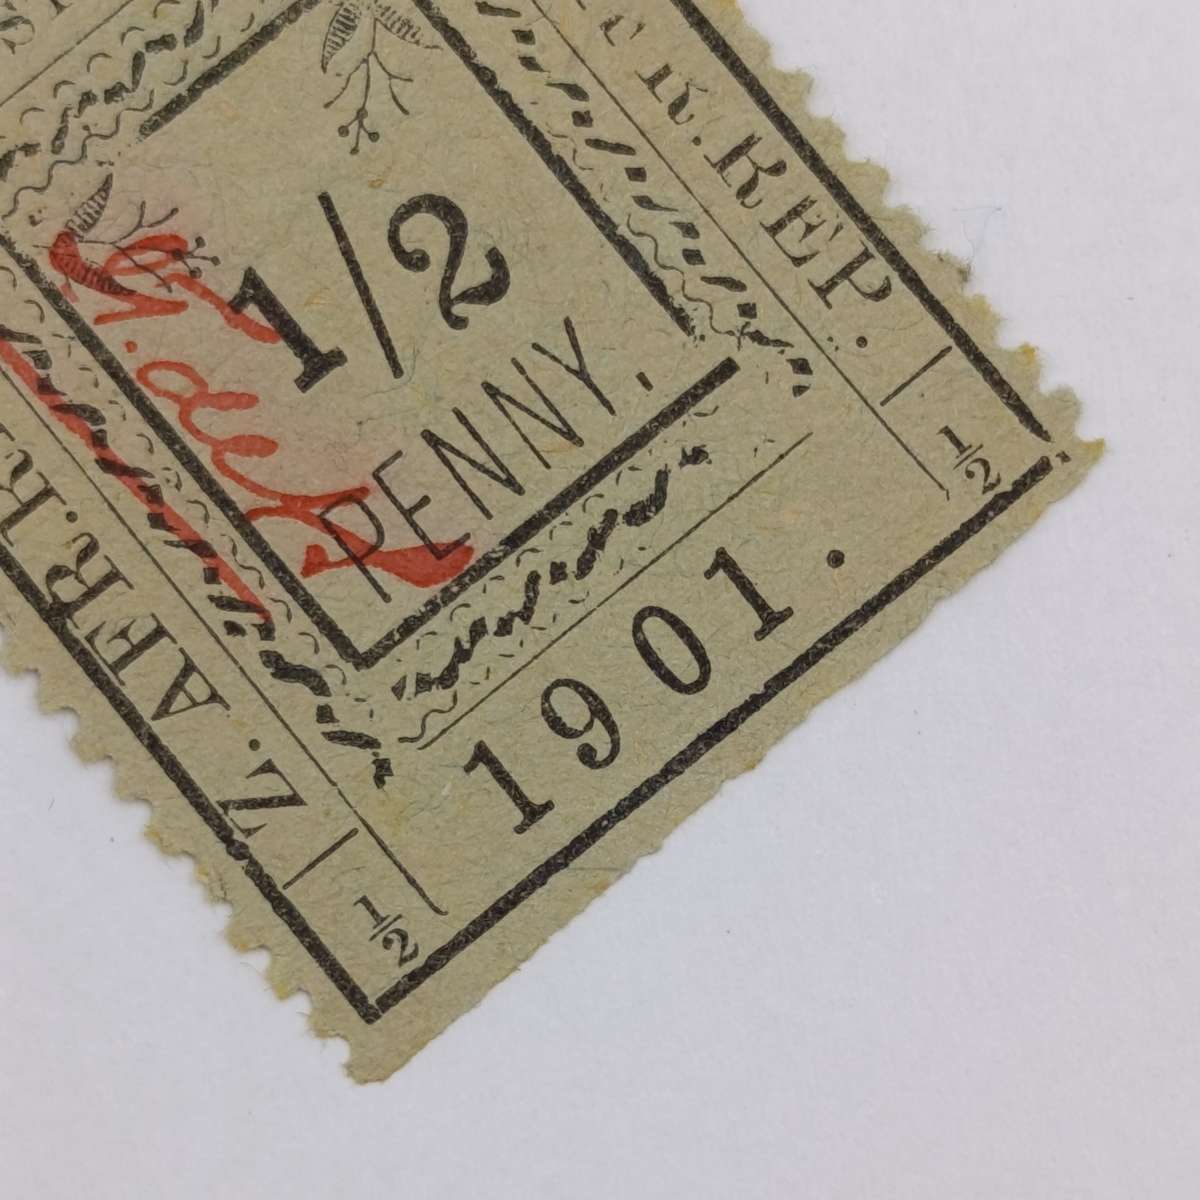 Z. AFR. R
R. REP.
1/2
PENNY.
1901.
½
½